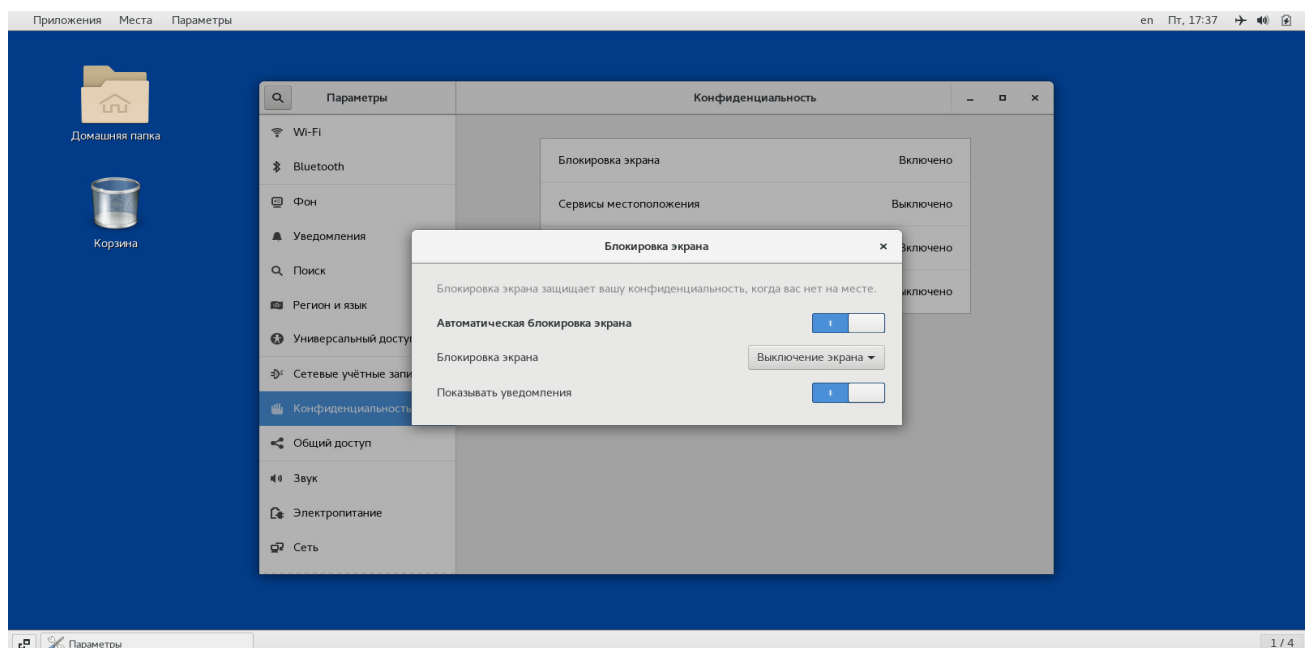 Приложения Места Параметры
en Пт, 17:37
Домашняя папка
Корзина
Параметры
Конфиденциальность
Wi-Fi
Bluetooth
Фон
Уведомления
Поиск
Регион и язык
Универсальный досту
Сетевые учётные запи
Конфиденциальность
Общий доступ
Звук
Электропитание
Сеть
Блокировка экрана Включено
Сервисы местоположения Выключено
Блокировка экрана
Блокировка экрана защищает вашу конфиденциальность, когда вас нет на месте.
Автоматическая блокировка экрана
Блокировка экрана Выключение экрана
Показывать уведомления
Параметры
1 / 4